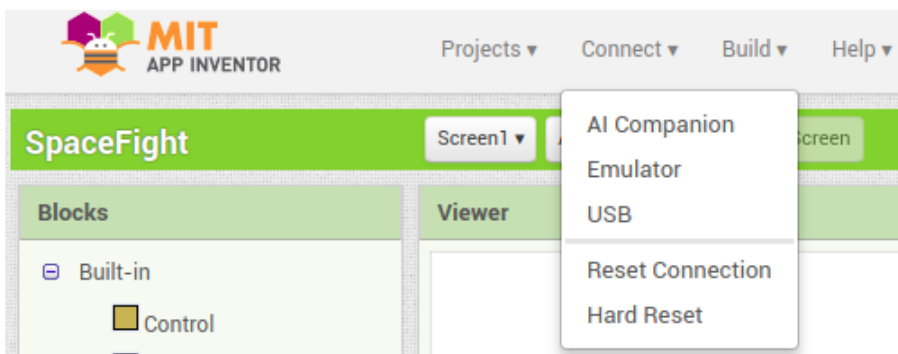 MIT
APP INVENTOR
Projects ▾ Connect ▾ Build ▾ Help ▾
SpaceFight
Screen1 ▾
Screen
AI Companion
Emulator
USB
Reset Connection
Hard Reset
Blocks
Viewer
Built-in
Control